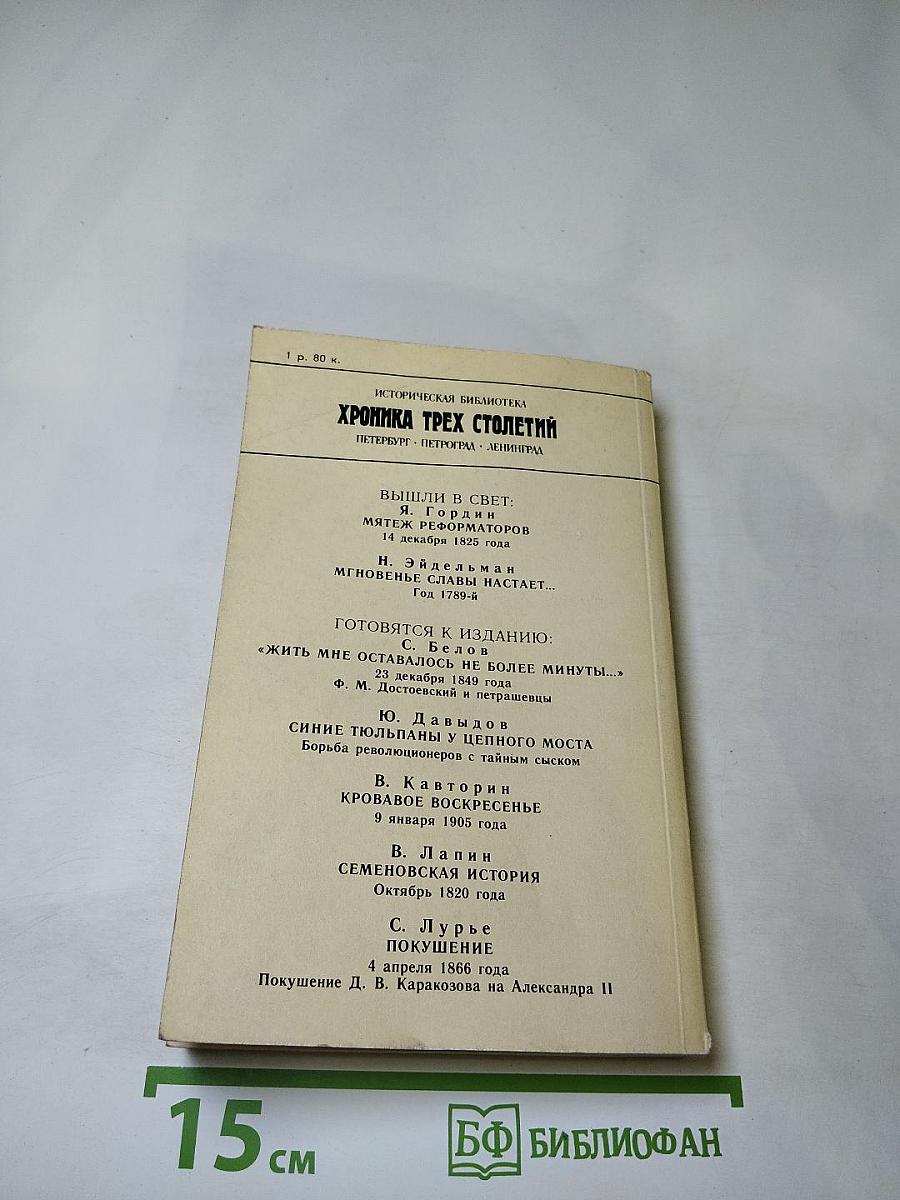 1 р. 80 к.
ИСТОРИЧЕСКАЯ БИБЛИОТЕКА
ХРОНИКА ТРЕХ СТОЛЕТИЙ
ПЕТЕРБУРГ · ПЕТРОГРАД · ЛЕНИНГРАД
ВЫШЛИ В СВЕТ:
Я. Гордин
МЯТЕЖ РЕФОРМАТОРОВ
14 декабря 1825 года
Н. Эйдельман
МГНОВЕНЬЕ СЛАВЫ НАСТАЕТ...
Год 1789-й
ГОТОВЯТСЯ К ИЗДАНИЮ:
С. Белов
«ЖИТЬ МНЕ ОСТАВАЛОСЬ НЕ БОЛЕЕ МИНУТЫ...»
23 декабря 1849 года
Ф. М. Достоевский и петрашевцы
Ю. Давыдов
СИНИЕ ТЮЛЬПАНЫ У ЦЕПНОГО МОСТА
Борьба революционеров с тайным сыском
В. Кавторин
КРОВАВОЕ ВОСКРЕСЕНЬЕ
9 января 1905 года
В. Лапин
СЕМЕНОВСКАЯ ИСТОРИЯ
Октябрь 1820 года
С. Лурье
ПОКУШЕНИЕ
4 апреля 1866 года
Покушение Д. В. Каракозова на Александра II
15 см
БФ БИБЛИОФАН